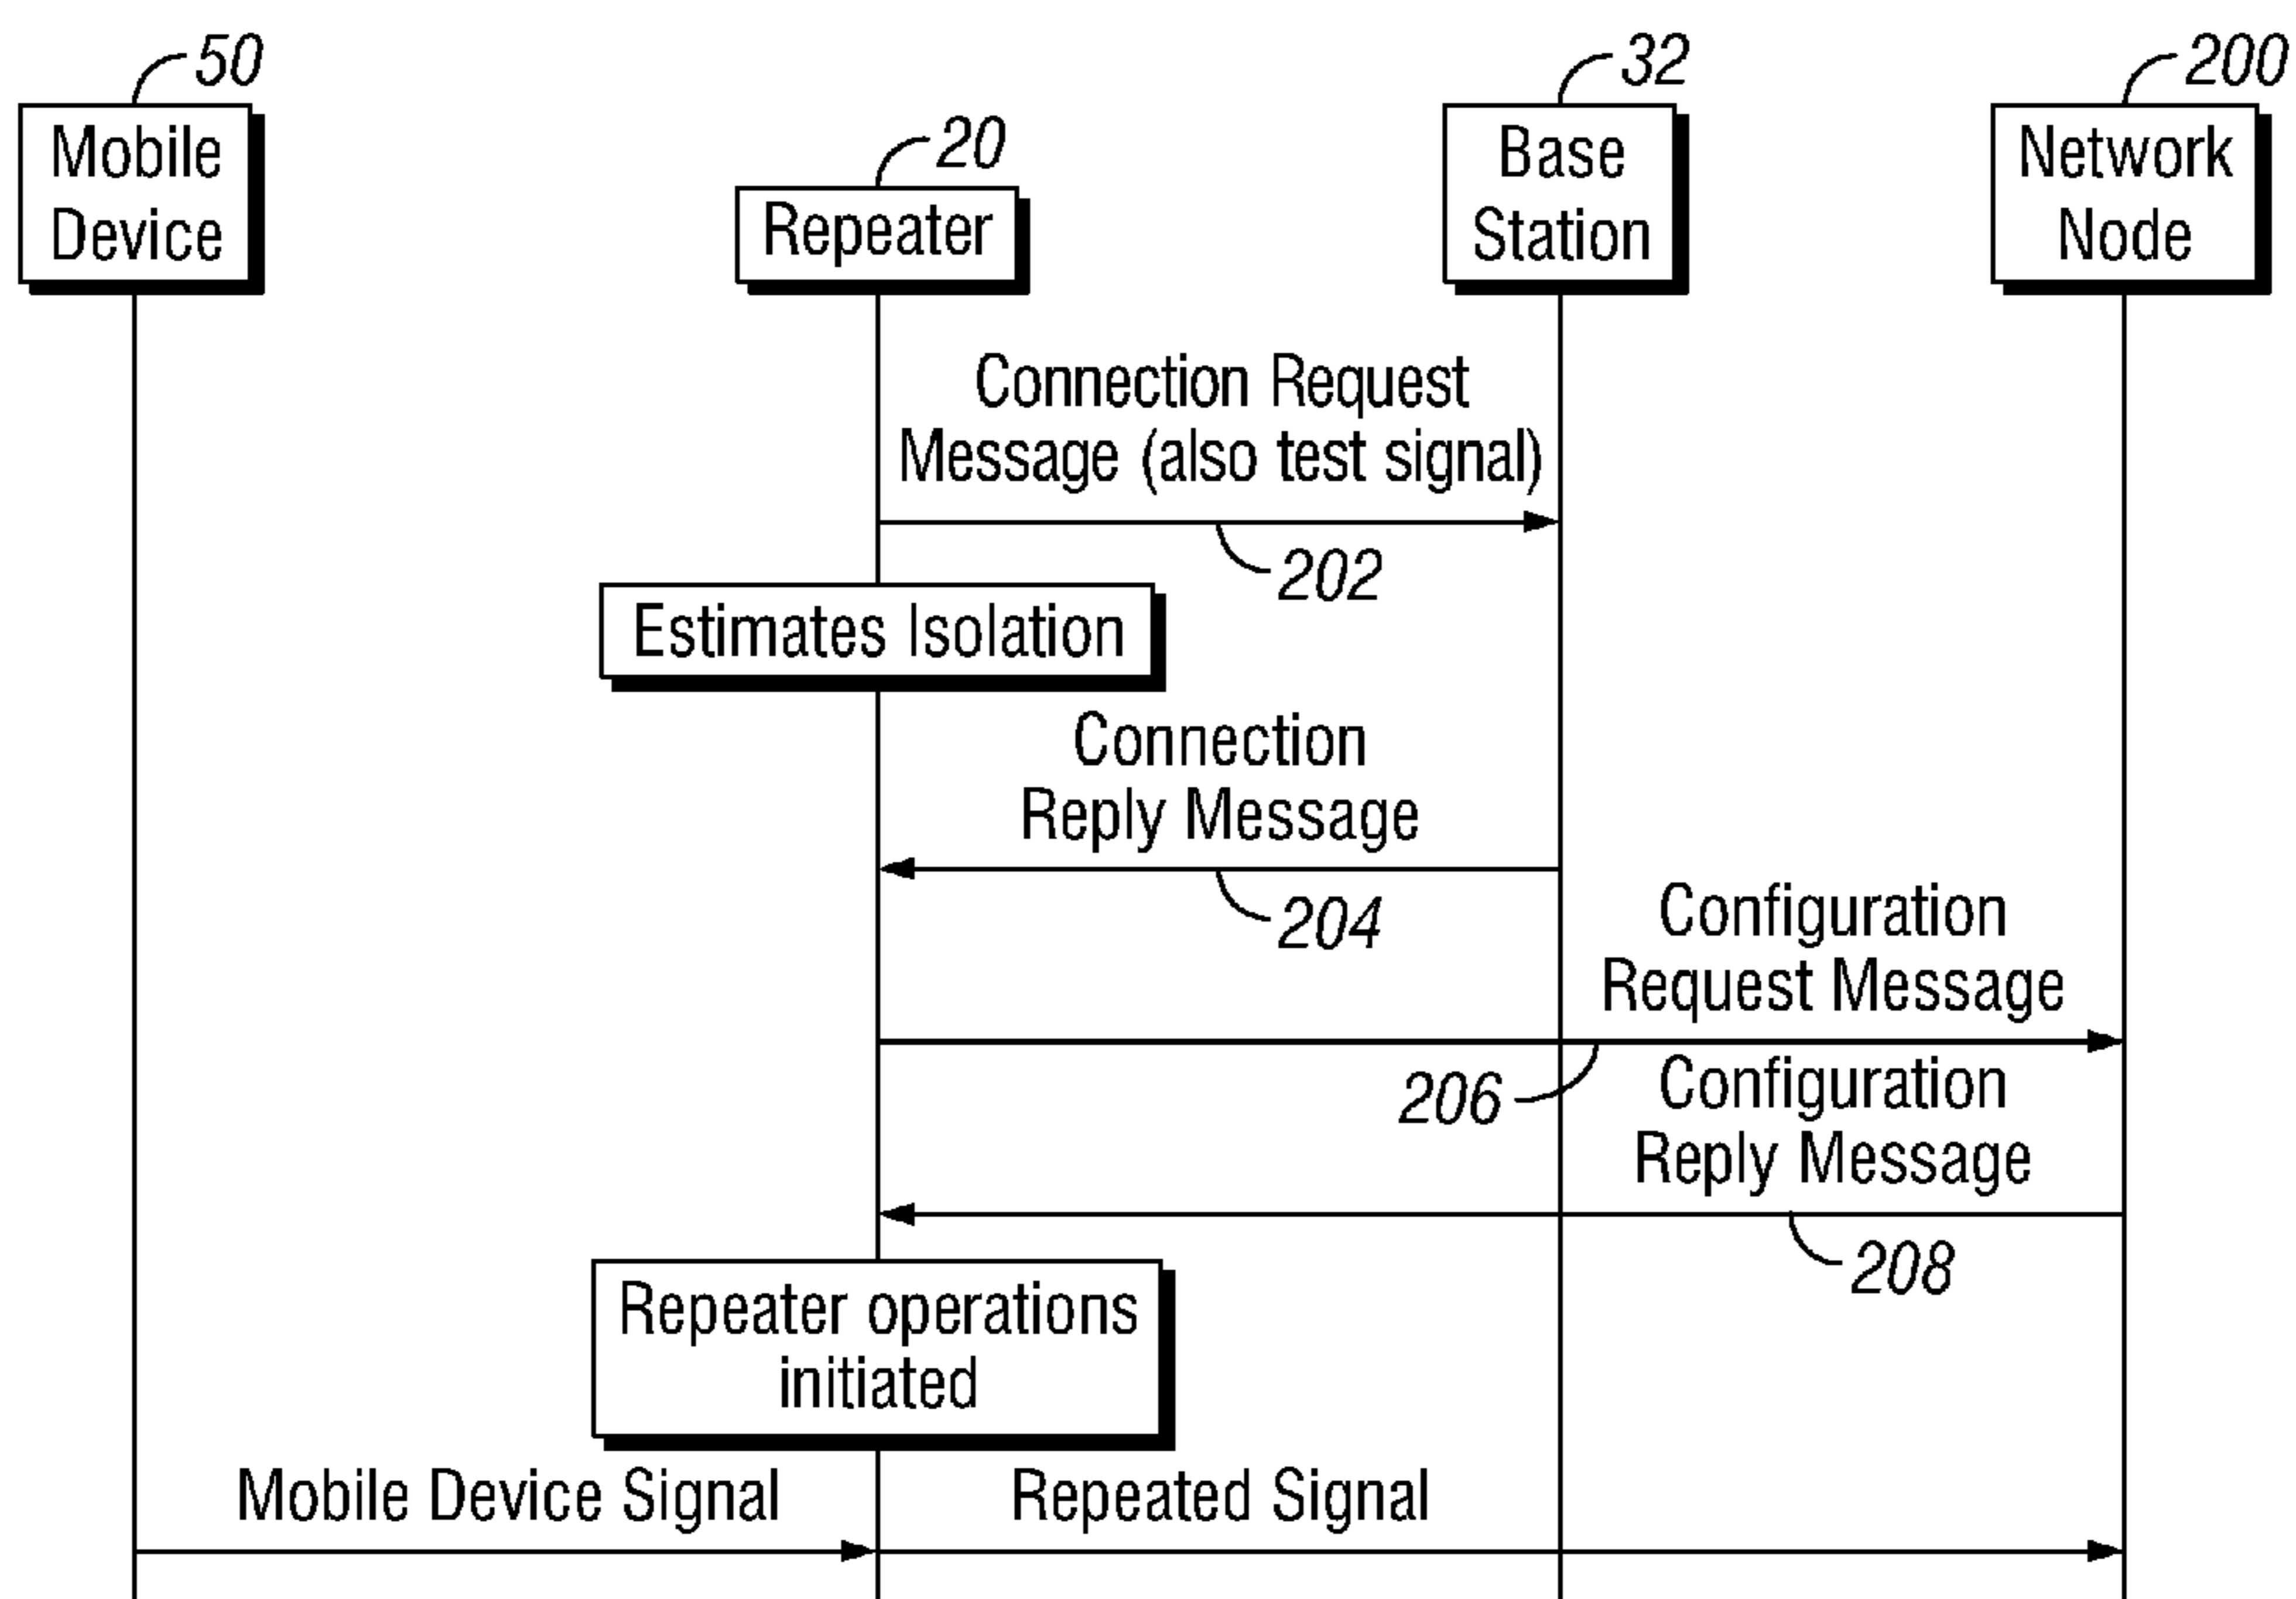 50
32
200
20
Mobile
Device
Repeater
Base
Station
Network
Node
Connection Request
Message (also test signal)
202
Estimates Isolation
Connection
Reply Message
204
Configuration
Request Message
206
Configuration
Reply Message
208
Repeater operations
initiated
Mobile Device Signal
Repeated Signal